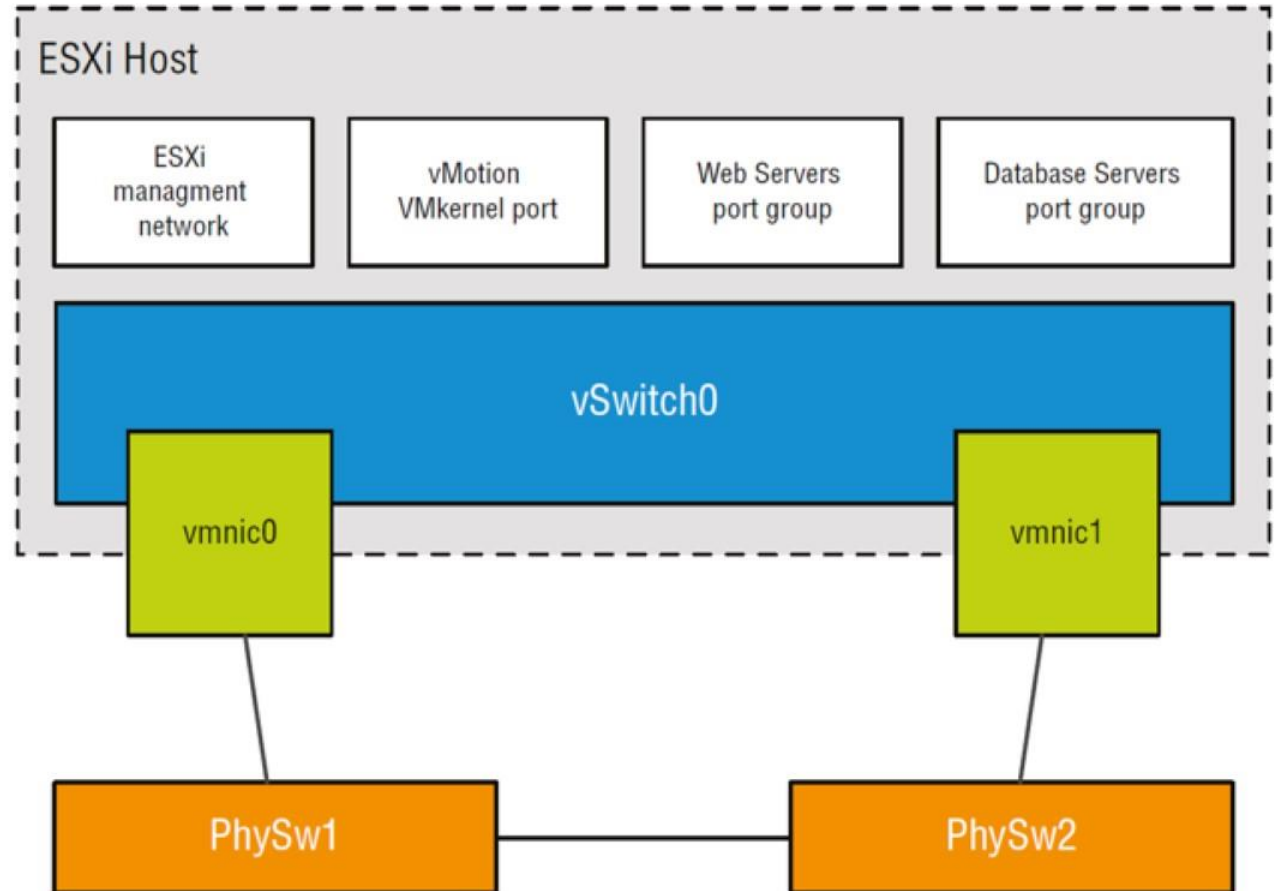 ESXi Host
ESXi
managment
network
vMotion
VMkernel port
Web Servers
port group
Database Servers
port group
vSwitch0
vmnic0
vmnic1
PhySw1
PhySw2